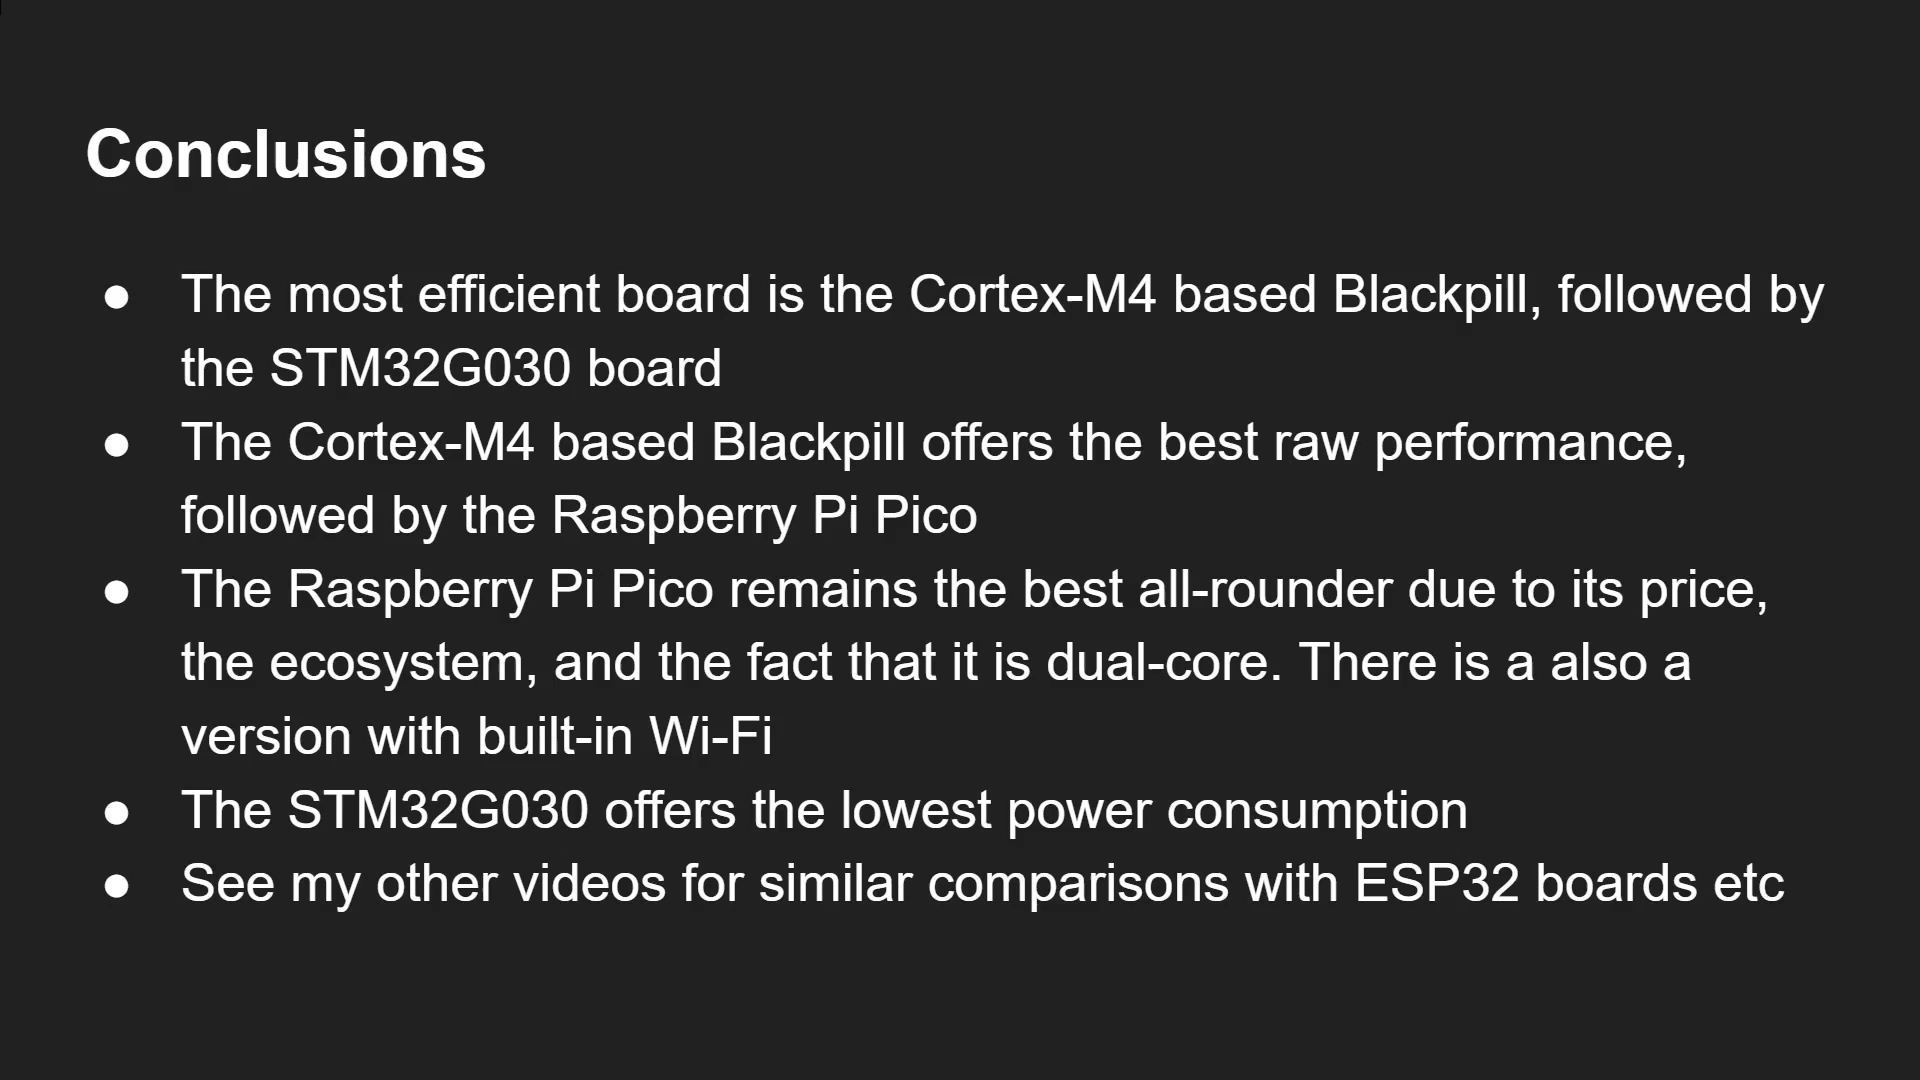 Conclusions
● The most efficient board is the Cortex-M4 based Blackpill, followed by
the STM32G030 board
● The Cortex-M4 based Blackpill offers the best raw performance,
followed by the Raspberry Pi Pico
● The Raspberry Pi Pico remains the best all-rounder due to its price,
the ecosystem, and the fact that it is dual-core. There is a also a
version with built-in Wi-Fi
● The STM32G030 offers the lowest power consumption
● See my other videos for similar comparisons with ESP32 boards etc